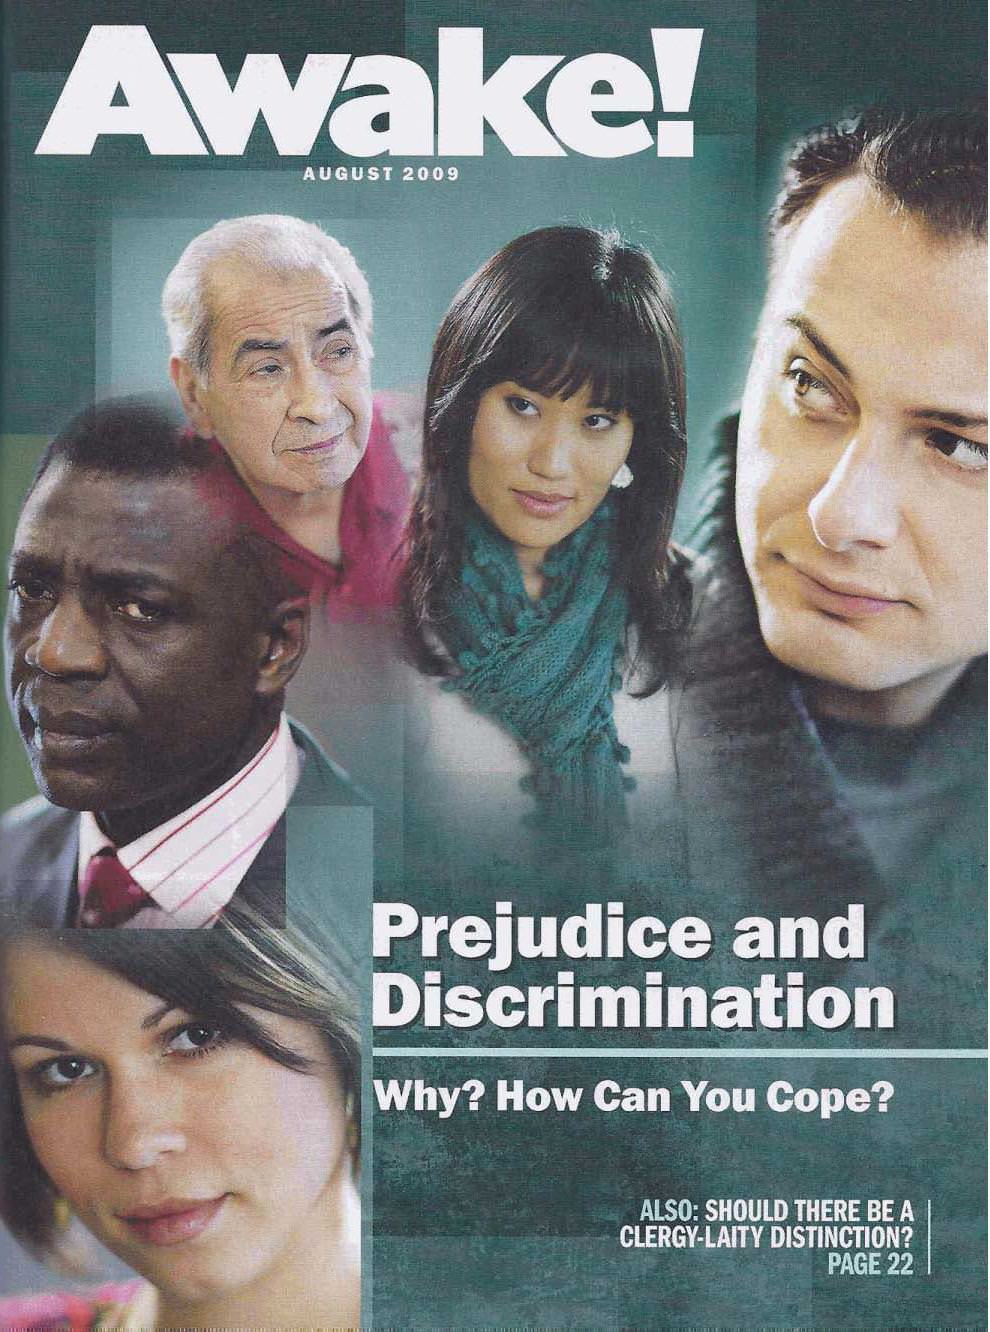 Awake!
AUGUST 2009
Prejudice and
Discrimination
Why? How Can You Cope?
ALSO: SHOULD THERE BE A
CLERGY-LAITY DISTINCTION?
PAGE 22